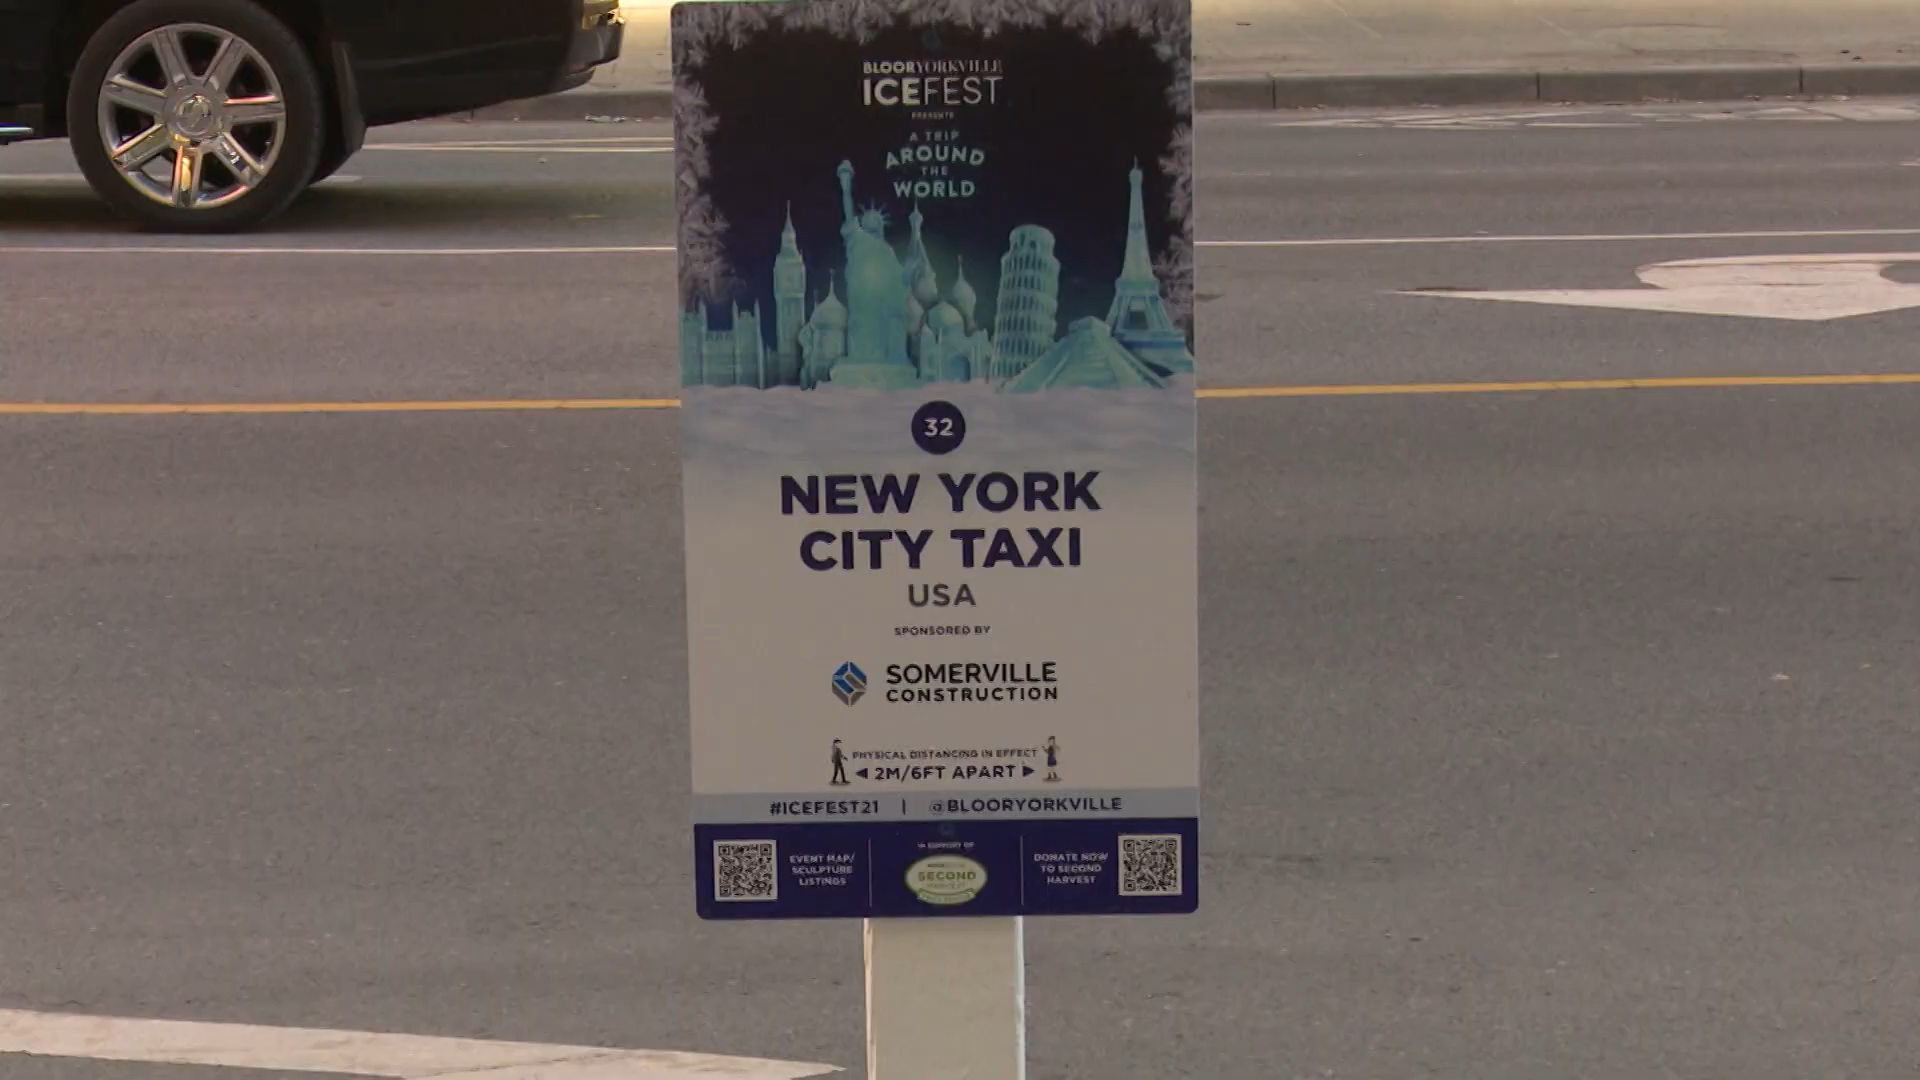 BLOORYORKVILLE
ICEFEST
PRESENTS
A TRIP
AROUND
THE
WORLD
32
NEW YORK
CITY TAXI
USA
SPONSORED BY
SOMERVILLE
CONSTRUCTION
PHYSICAL DISTANCING IN EFFECT
2M/6FT APART
#ICEFEST21 | @BLOORYORKVILLE
EVENT MAP/
SCULPTURE
LISTINGS
IN SUPPORT OF
SECOND
HARVEST
DONATE NOW
TO SECOND
HARVEST